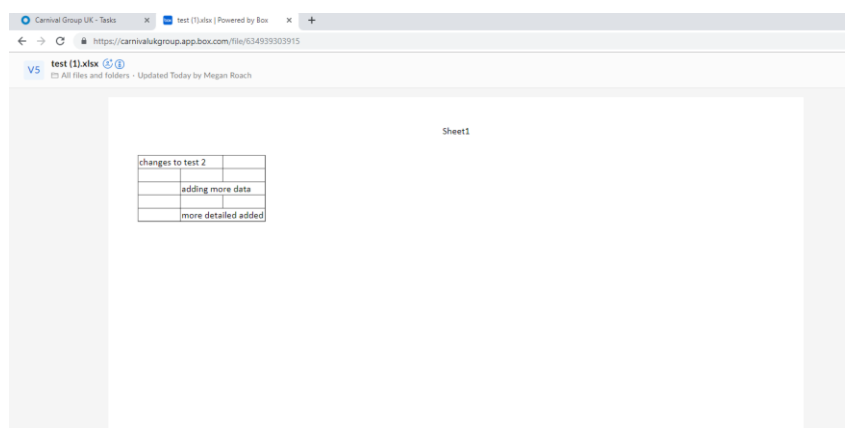 Carnival Group UK - Tasks
test (1).xlsx | Powered by Box
https://carnivalukgroup.app.box.com/file/634939303915
V5
test (1).xlsx
All files and folders · Updated Today by Megan Roach
Sheet1
changes to test 2
adding more data
more detailed added